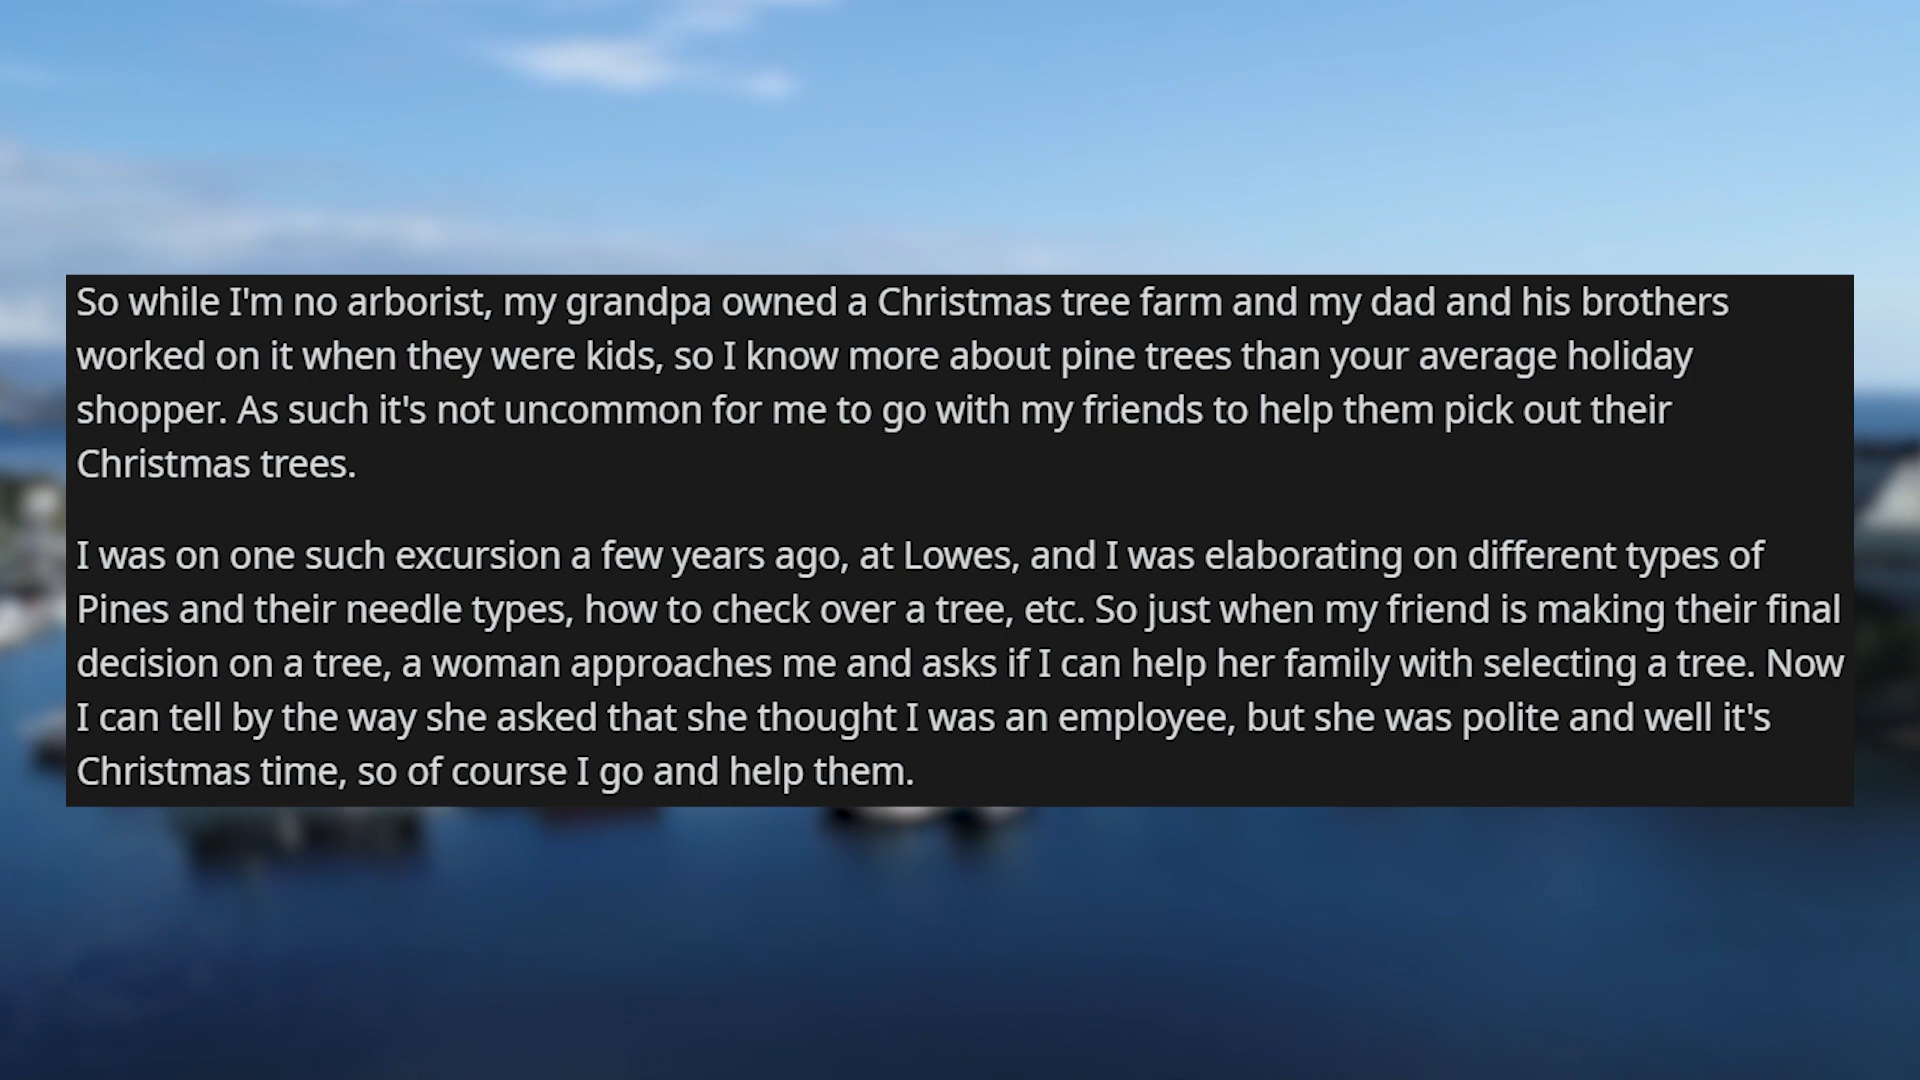 So while I'm no arborist, my grandpa owned a Christmas tree farm and my dad and his brothers
worked on it when they were kids, so I know more about pine trees than your average holiday
shopper. As such it's not uncommon for me to go with my friends to help them pick out their
Christmas trees.
I was on one such excursion a few years ago, at Lowes, and I was elaborating on different types of
Pines and their needle types, how to check over a tree, etc. So just when my friend is making their final
decision on a tree, a woman approaches me and asks if I can help her family with selecting a tree. Now
I can tell by the way she asked that she thought I was an employee, but she was polite and well it's
Christmas time, so of course I go and help them.